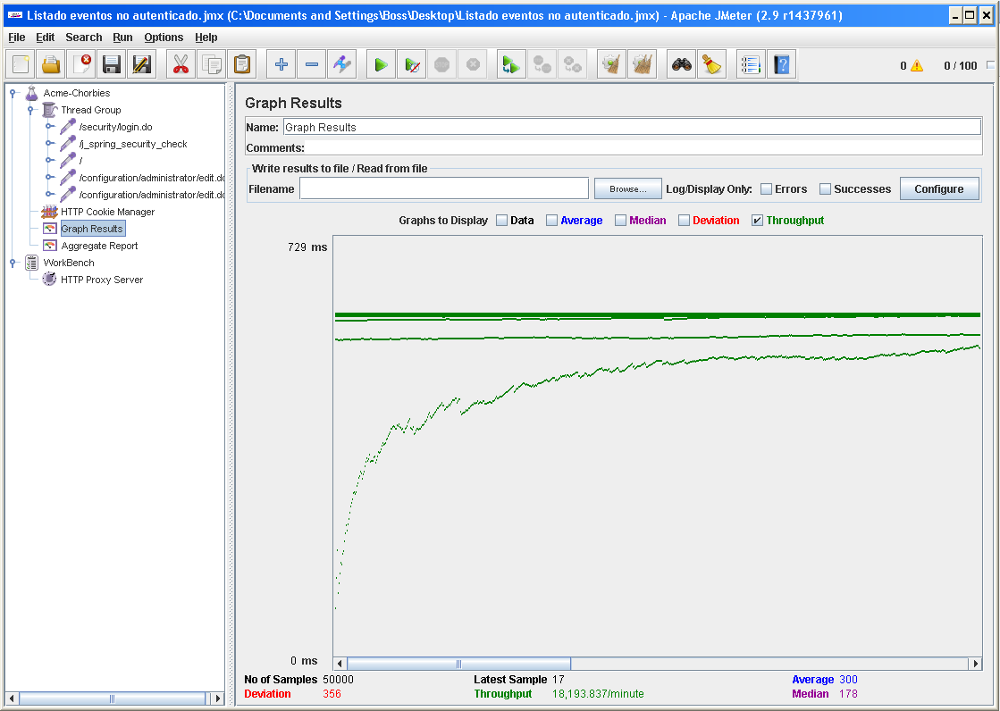 Listado eventos no autenticado.jmx (C:\Documents and Settings\Boss\Desktop\Listado eventos no autenticado.jmx) - Apache JMeter (2.9 r1437961)
File Edit Search Run Options Help
0 0 / 100
Acme-Chorbies
Thread Group
/security/login.do
/j_spring_security_check
/
/configuration/administrator/edit.do
/configuration/administrator/edit.do
HTTP Cookie Manager
Graph Results
Aggregate Report
WorkBench
HTTP Proxy Server
Graph Results
Name: Graph Results
Comments:
Write results to file / Read from file
Filename Browse... Log/Display Only: Errors Successes Configure
Graphs to Display Data Average Median Deviation Throughput
729 ms
0 ms
No of Samples 50000 Latest Sample 17 Average 300
Deviation 356 Throughput 18,193.837/minute Median 178